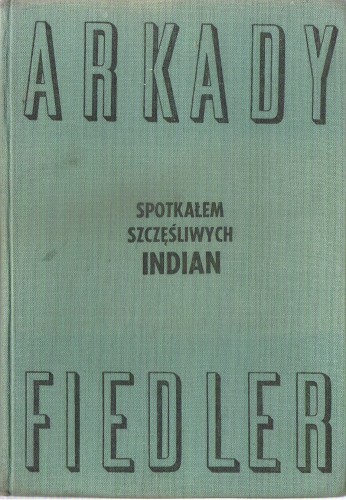 ARKADY
SPOTKAŁEM
SZCZĘŚLIWYCH
INDIAN
FIEDLER